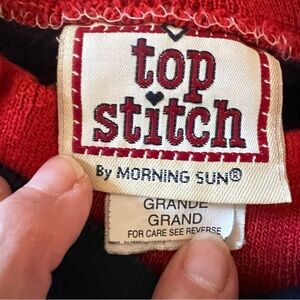 top
stitch
By MORNING SUN®
GRANDE
GRAND
FOR CARE SEE REVERSE